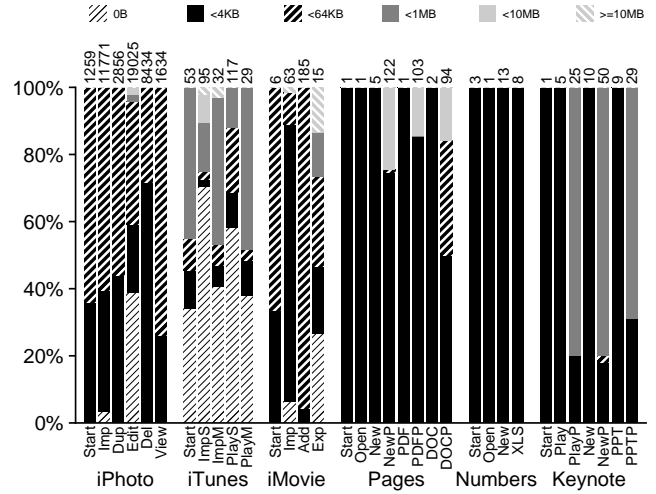 0B <4KB <64KB <1MB <10MB >=10MB
1259 11771 2856 19025 8434 1634 53 95 32 117 29 6 63 185 15 1 1 5 122 1 103 2 94 3 1 13 8 1 5 25 10 50 9 29
100%
80%
60%
40%
20%
0%
Start Imp Dup Edit Del View Start ImpS ImpM PlayS PlayM Start Imp Add Exp Start Open New NewP PDF PDFP DOC DOCP Start Open New XLS Start Play PlayP New NewP PPT PPTP
iPhoto iTunes iMovie Pages Numbers Keynote